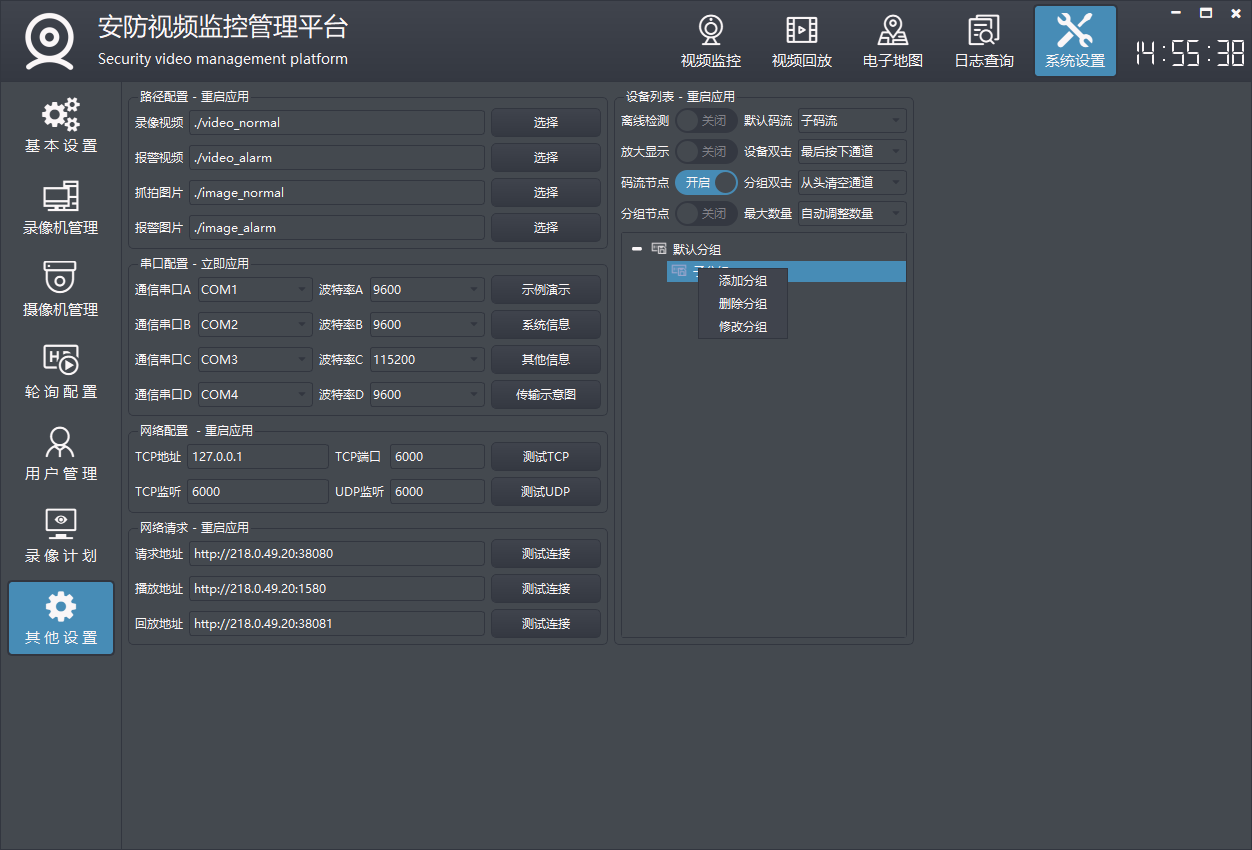 安防视频监控管理平台
Security video management platform
视频监控
视频回放
电子地图
日志查询
系统设置
14:55:38
基本设置
录像机管理
摄像机管理
轮询配置
用户管理
录像计划
其他设置
路径配置 - 重启应用
录像视频 ./video_normal 选择
报警视频 ./video_alarm 选择
抓拍图片 ./image_normal 选择
报警图片 ./image_alarm 选择
串口配置 - 立即应用
通信串口A COM1 波特率A 9600 示例演示
通信串口B COM2 波特率B 9600 系统信息
通信串口C COM3 波特率C 115200 其他信息
通信串口D COM4 波特率D 9600 传输示意图
网络配置 - 重启应用
TCP地址 127.0.0.1 TCP端口 6000 测试TCP
TCP监听 6000 UDP监听 6000 测试UDP
网络请求 - 重启应用
请求地址 http://218.0.49.20:38080 测试连接
播放地址 http://218.0.49.20:1580 测试连接
回放地址 http://218.0.49.20:38081 测试连接
设备列表 - 重启应用
离线检测 关闭 默认码流 子码流
放大显示 关闭 设备双击 最后按下通道
码流节点 开启 分组双击 从头清空通道
分组节点 关闭 最大数量 自动调整数量
默认分组
添加分组
删除分组
修改分组